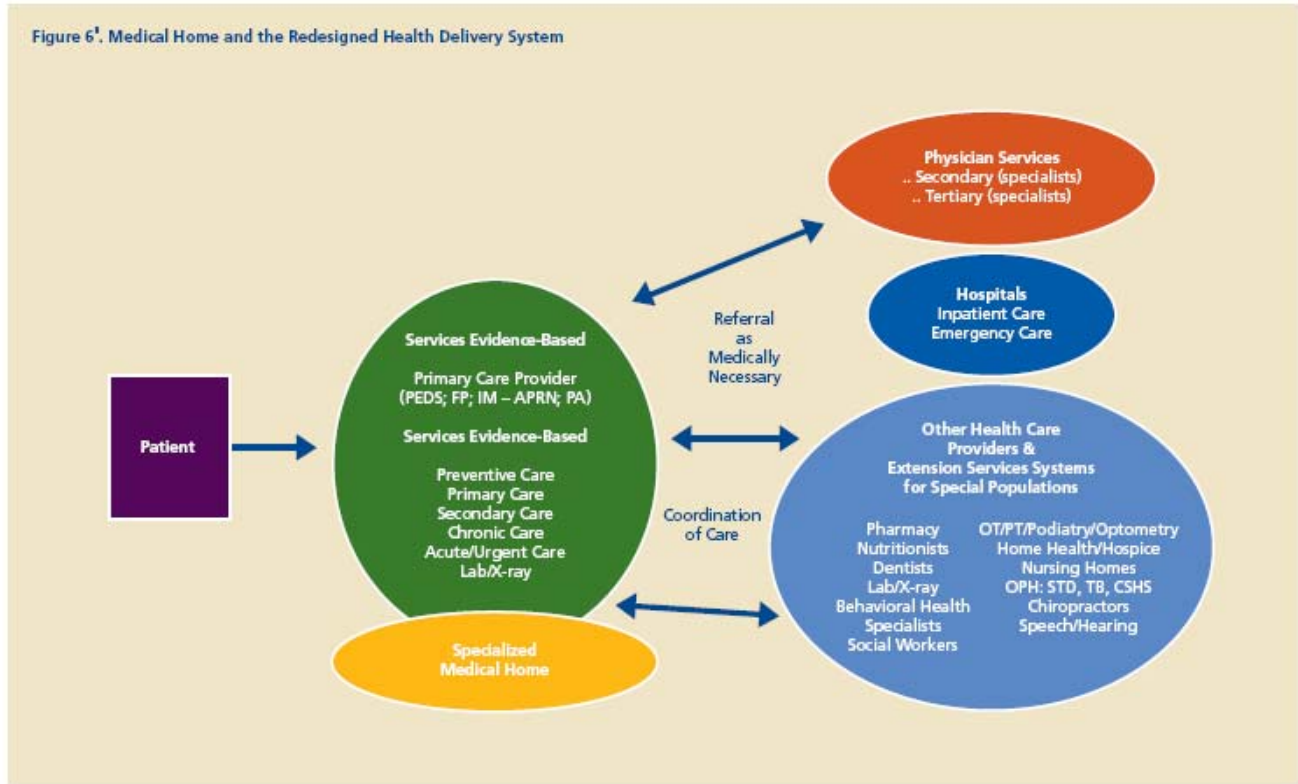 Figure 6¹. Medical Home and the Redesigned Health Delivery System
Patient
Services Evidence-Based
Primary Care Provider
(PEDS; FP; IM – APRN; PA)
Services Evidence-Based
Preventive Care
Primary Care
Secondary Care
Chronic Care
Acute/Urgent Care
Lab/X-ray
Specialized
Medical Home
Referral
as
Medically
Necessary
Coordination
of Care
Physician Services
.. Secondary (specialists)
.. Tertiary (specialists)
Hospitals
Inpatient Care
Emergency Care
Other Health Care
Providers &
Extension Services Systems
for Special Populations
Pharmacy
Nutritionists
Dentists
Lab/X-ray
Behavioral Health
Specialists
Social Workers
OT/PT/Podiatry/Optometry
Home Health/Hospice
Nursing Homes
OPH: STD, TB, CSHS
Chiropractors
Speech/Hearing